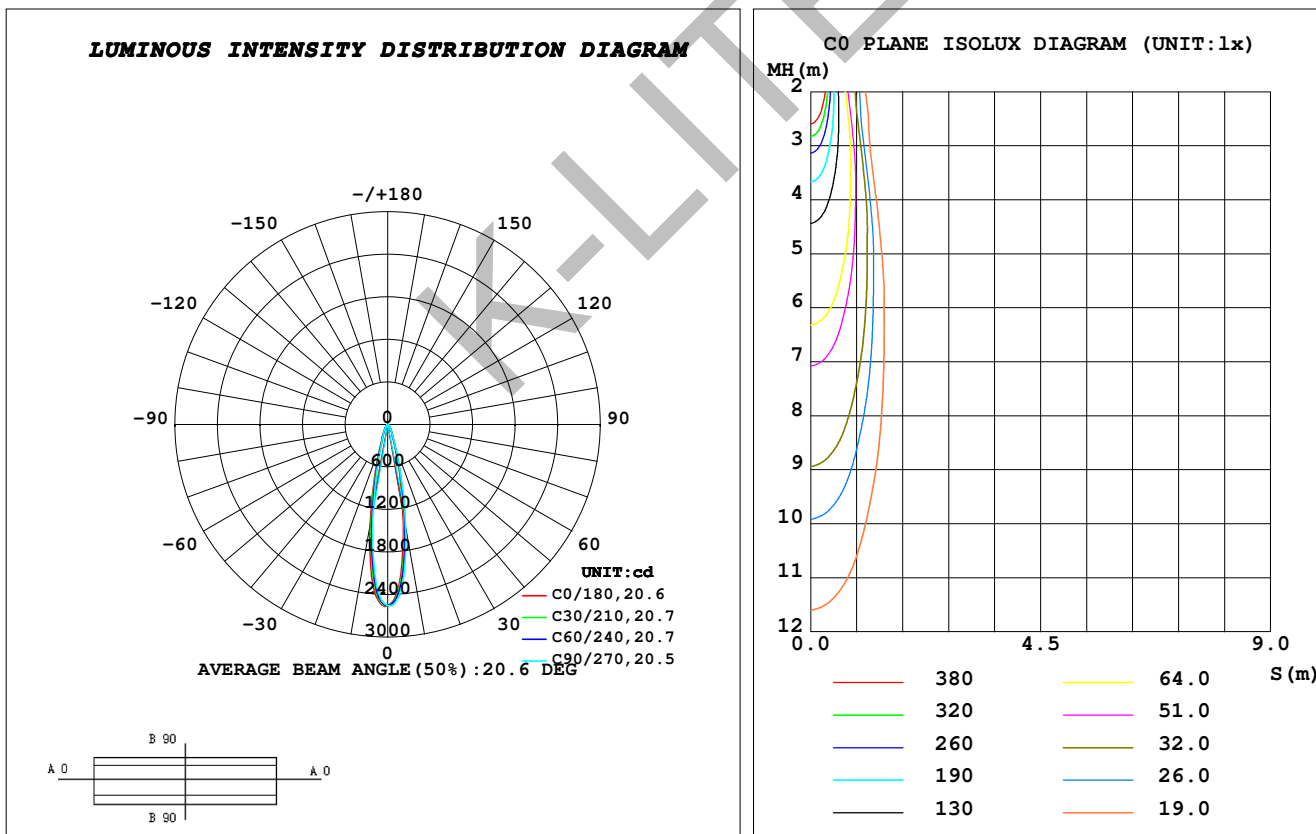 LUMINOUS INTENSITY DISTRIBUTION DIAGRAM
-/+180
-150
150
-120
120
-90
90
-60
60
-30
30
0
0
600
1200
1800
2400
3000
UNIT:cd
C0/180,20.6
C30/210,20.7
C60/240,20.7
C90/270,20.5
AVERAGE BEAM ANGLE(50%):20.6 DEG
B 90
A 0
A 0
B 90
K-LITE
C0 PLANE ISOLUX DIAGRAM (UNIT:lx)
MH(m)
2
3
4
5
6
7
8
9
10
11
12
0.0
4.5
9.0
S(m)
380
64.0
320
51.0
260
32.0
190
26.0
130
19.0